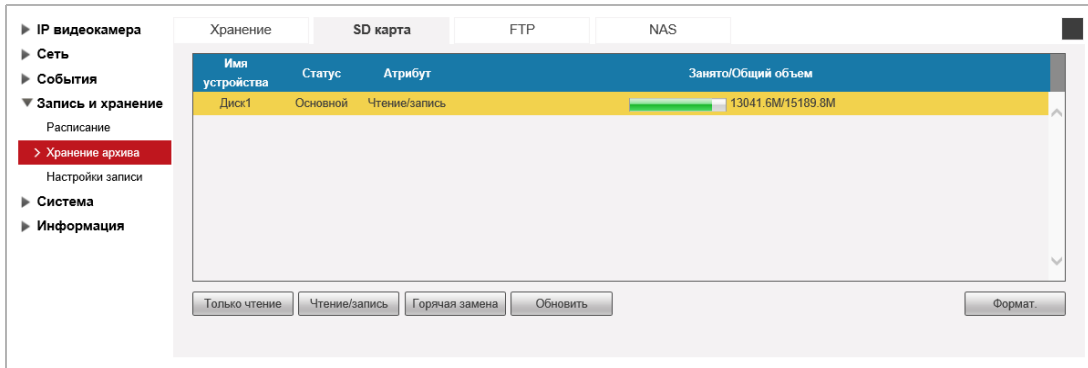 IP видеокамера
Сеть
События
Запись и хранение
Расписание
Хранение архива
Настройки записи
Система
Информация
Хранение SD карта FTP NAS
Имя устройства Статус Атрибут Занято/Общий объем
Диск1 Основной Чтение/запись 13041.6M/15189.8M
Только чтение Чтение/запись Горячая замена Обновить Формат.